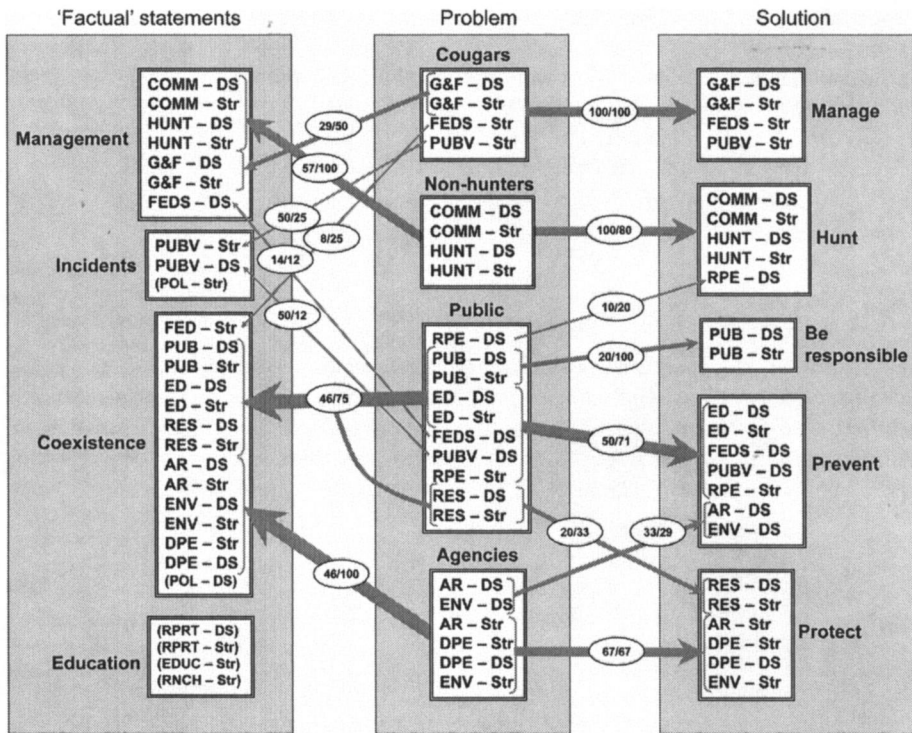 'Factual' statements
Problem
Solution
Management
COMM – DS
COMM – Str
HUNT – DS
HUNT – Str
G&F – DS
G&F – Str
FEDS – DS
Incidents
PUBV – Str
PUBV – DS
(POL – Str)
Coexistence
FED – Str
PUB – DS
PUB – Str
ED – DS
ED – Str
RES – DS
RES – Str
AR – DS
AR – Str
ENV – DS
ENV – Str
DPE – Str
DPE – DS
(POL – DS)
Education
(RPRT – DS)
(RPRT – Str)
(EDUC – Str)
(RNCH – Str)
29/50
57/100
50/25
8/25
14/12
50/12
46/75
46/100
Cougars
G&F – DS
G&F – Str
FEDS – Str
PUBV – Str
Non-hunters
COMM – DS
COMM – Str
HUNT – DS
HUNT – Str
Public
RPE – DS
PUB – DS
PUB – Str
ED – DS
ED – Str
FEDS – DS
PUBV – DS
RPE – Str
RES – DS
RES – Str
Agencies
AR – DS
ENV – DS
AR – Str
DPE – Str
DPE – DS
ENV – Str
100/100
100/80
10/20
20/100
50/71
20/33
33/29
67/67
G&F – DS
G&F – Str
FEDS – Str
PUBV – Str
Manage
COMM – DS
COMM – Str
HUNT – DS
HUNT – Str
RPE – DS
Hunt
PUB – DS
PUB – Str
Be
responsible
ED – DS
ED – Str
FEDS – DS
PUBV – DS
RPE – Str
AR – DS
ENV – DS
Prevent
RES – DS
RES – Str
AR – Str
DPE – Str
DPE – DS
ENV – Str
Protect